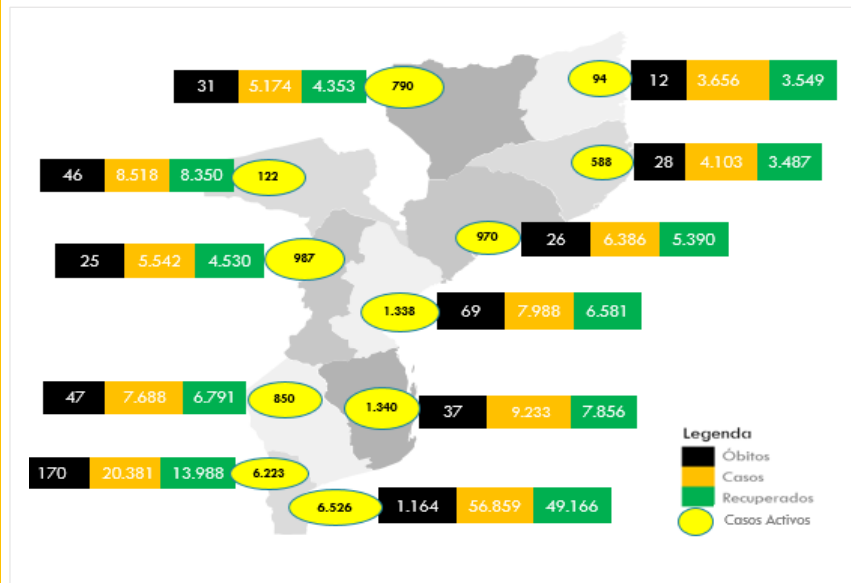 31 5.174 4.353 790
94 12 3.656 3.549
46 8.518 8.350 122
588 28 4.103 3.487
25 5.542 4.530 987
970 26 6.386 5.390
1.338 69 7.988 6.581
47 7.688 6.791 850
1.340 37 9.233 7.856
170 20.381 13.988 6.223
6.526 1.164 56.859 49.166
Legenda
Óbitos
Casos
Recuperados
Casos Activos